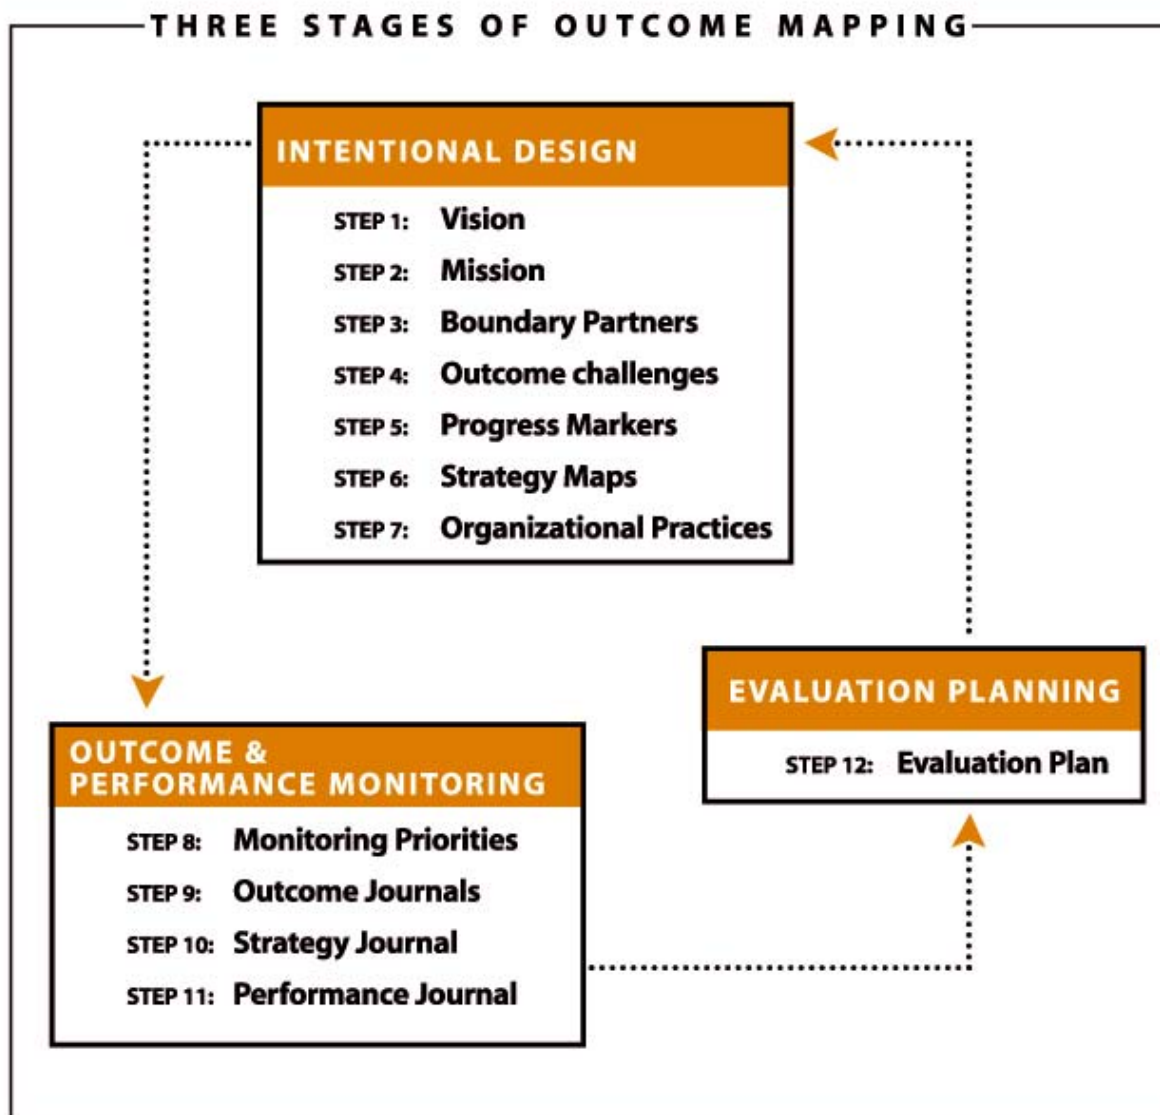 THREE STAGES OF OUTCOME MAPPING
INTENTIONAL DESIGN
STEP 1: Vision
STEP 2: Mission
STEP 3: Boundary Partners
STEP 4: Outcome challenges
STEP 5: Progress Markers
STEP 6: Strategy Maps
STEP 7: Organizational Practices
OUTCOME &
PERFORMANCE MONITORING
STEP 8: Monitoring Priorities
STEP 9: Outcome Journals
STEP 10: Strategy Journal
STEP 11: Performance Journal
EVALUATION PLANNING
STEP 12: Evaluation Plan